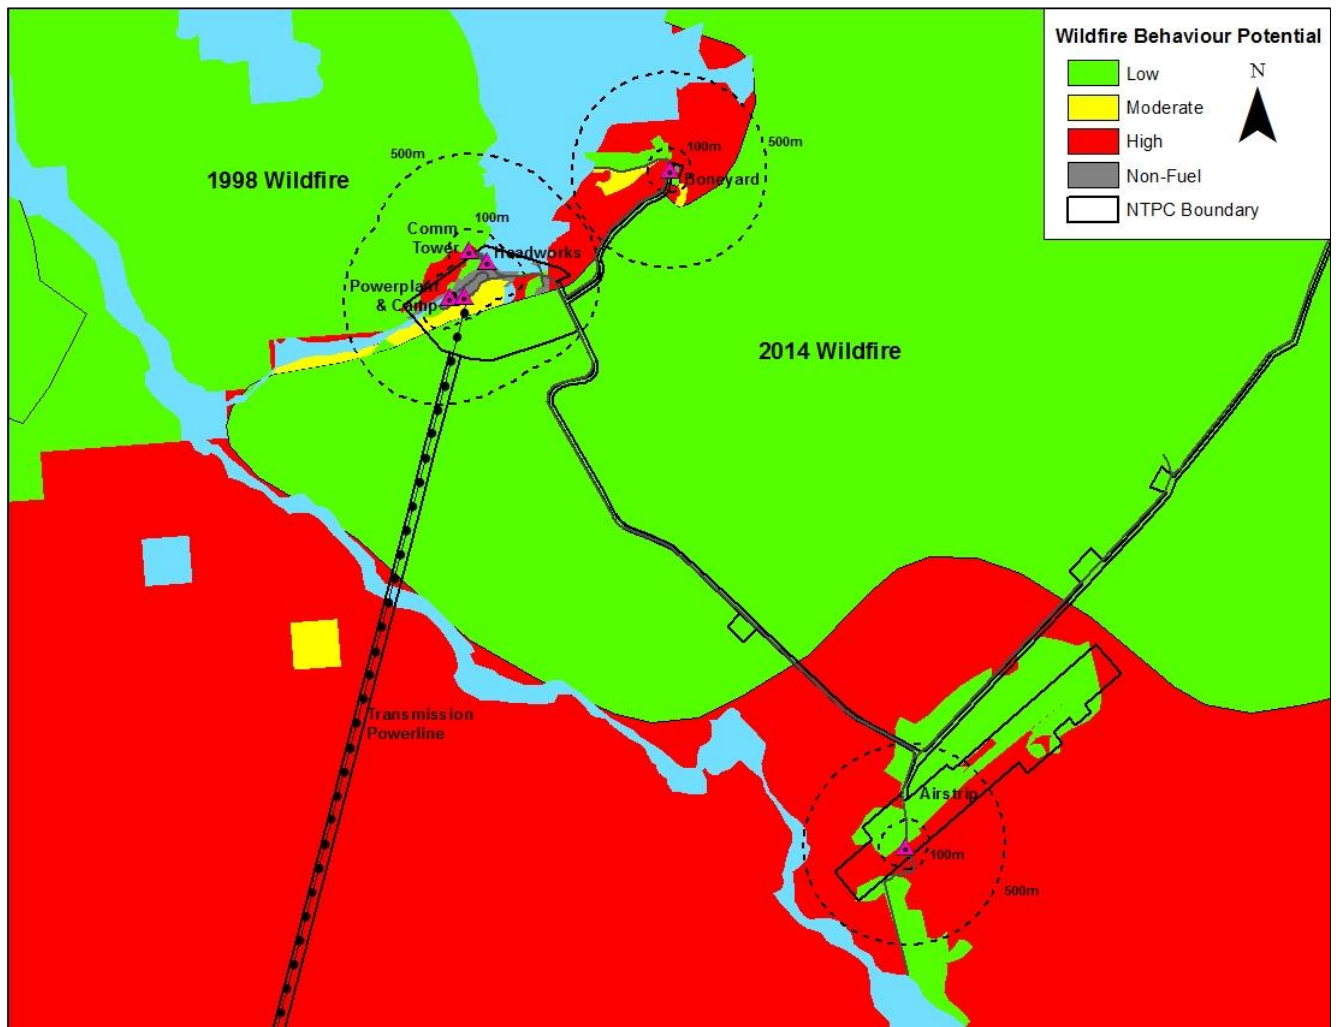 Wildfire Behaviour Potential
Low
Moderate
High
Non-Fuel
NTPC Boundary
N
500m
100m
500m
Boneyard
1998 Wildfire
100m
Comm
Tower
Headworks
Powerplant
& Camp
2014 Wildfire
Transmission
Powerline
Airstrip
100m
500m